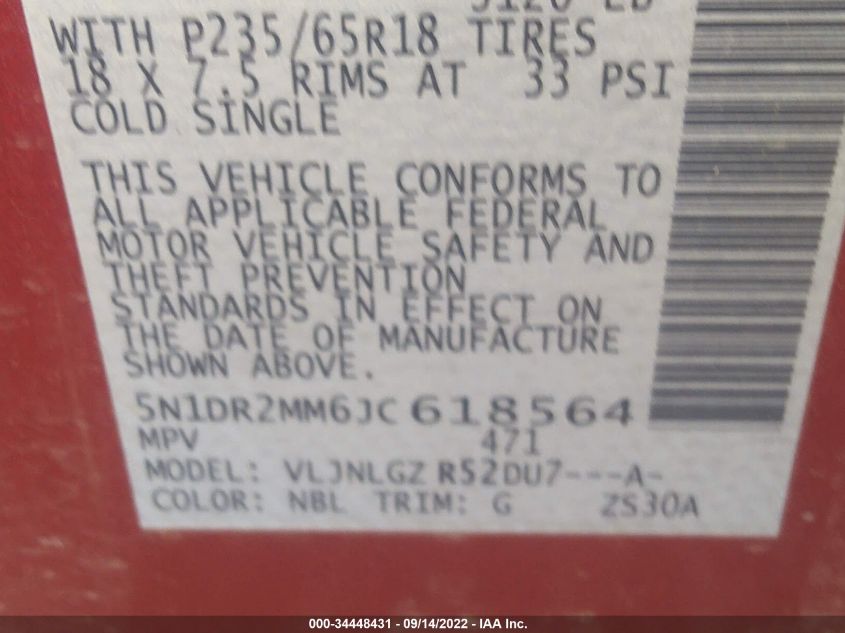 WITH P235/65R18 TIRES
18 X 7.5 RIMS AT 33 PSI
COLD SINGLE
THIS VEHICLE CONFORMS TO
ALL APPLICABLE FEDERAL
MOTOR VEHICLE SAFETY AND
THEFT PREVENTION
STANDARDS IN EFFECT ON
THE DATE OF MANUFACTURE
SHOWN ABOVE.
5N1DR2MM6JC618564
MPV 471
MODEL: VLJNLGZ R52DU7---A-
COLOR: NBL TRIM: G ZS30A
000-34448431 - 09/14/2022 - IAA Inc.